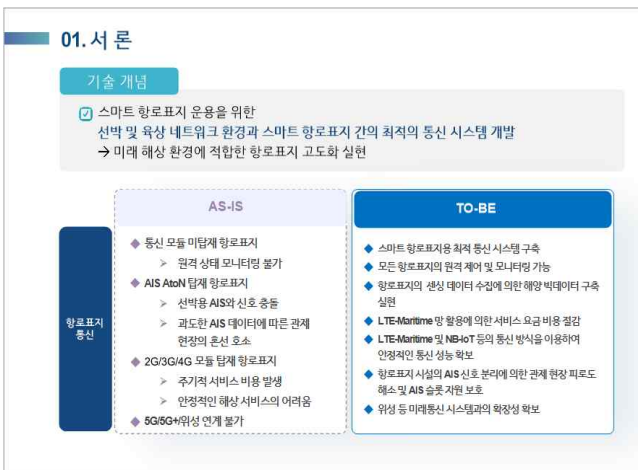 01.서 론
기술 개념
스마트 항로표지 운용을 위한
선박 및 육상 네트워크 환경과 스마트 항로표지 간의 최적의 통신 시스템 개발
→ 미래 해상 환경에 적합한 항로표지 고도화 실현
항로표지
통신
AS-IS
◆ 통신 모듈 미탑재 항로표지
➢ 원격 상태 모니터링 불가
◆ AIS AtoN 탑재 항로표지
➢ 선박용 AIS와 신호 충돌
➢ 과도한 AIS 데이터에 따른 관제
현장의 혼선 호소
◆ 2G/3G/4G 모듈 탑재 항로표지
➢ 주기적 서비스 비용 발생
➢ 안정적인 해상 서비스의 어려움
◆ 5G/5G+/위성 연계 불가
TO-BE
◆ 스마트 항로표지용 최적 통신 시스템 구축
◆ 모든 항로표지의 원격 제어 및 모니터링 가능
◆ 항로표지의 센싱 데이터 수집에 의한 해양 빅데이터 구축
실현
◆ LTE-Maritime 망 활용에 의한 서비스 요금 비용 절감
◆ LTE-Maritime 및 NB-IoT 등의 통신 방식을 이용하여
안정적인 통신 성능 확보
◆ 항로표지 시설의 AIS 신호 분리에 의한 관제 현장 피로도
해소 및 AIS 슬롯 자원 보호
◆ 위성 등 미래통신 시스템과의 확장성 확보